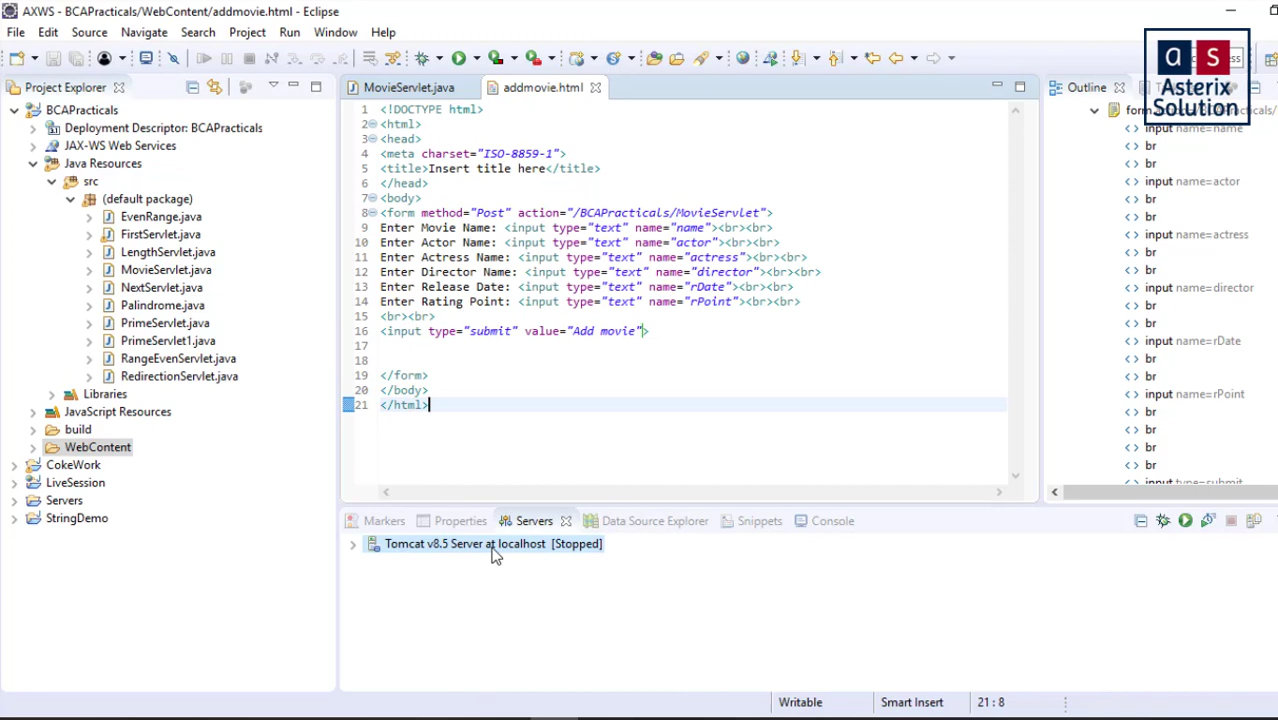 AXWS - BCAPracticals/WebContent/addmovie.html - Eclipse
File Edit Source Navigate Search Project Run Window Help
a s
Asterix
Solution
Project Explorer
BCAPracticals
Deployment Descriptor: BCAPracticals
JAX-WS Web Services
Java Resources
src
(default package)
EvenRange.java
FirstServlet.java
LengthServlet.java
MovieServlet.java
NextServlet.java
Palindrome.java
PrimeServlet.java
PrimeServlet1.java
RangeEvenServlet.java
RedirectionServlet.java
Libraries
JavaScript Resources
build
WebContent
CokeWork
LiveSession
Servers
StringDemo
MovieServlet.java addmovie.html
1 <!DOCTYPE html>
2 <html>
3 <head>
4 <meta charset="ISO-8859-1">
5 <title>Insert title here</title>
6 </head>
7 <body>
8 <form method="Post" action="/BCAPracticals/MovieServlet">
9 Enter Movie Name: <input type="text" name="name"><br><br>
10 Enter Actor Name: <input type="text" name="actor"><br><br>
11 Enter Actress Name: <input type="text" name="actress"><br><br>
12 Enter Director Name: <input type="text" name="director"><br><br>
13 Enter Release Date: <input type="text" name="rDate"><br><br>
14 Enter Rating Point: <input type="text" name="rPoint"><br><br>
15 <br><br>
16 <input type="submit" value="Add movie">
17
18
19 </form>
20 </body>
21 </html>
Outline
form
input name=name
br
br
input name=actor
br
br
input name=actress
br
br
input name=director
br
br
input name=rDate
br
br
input name=rPoint
br
br
br
br
input type=submit
Markers Properties Servers Data Source Explorer Snippets Console
Tomcat v8.5 Server at localhost [Stopped]
Writable Smart Insert 21 : 8